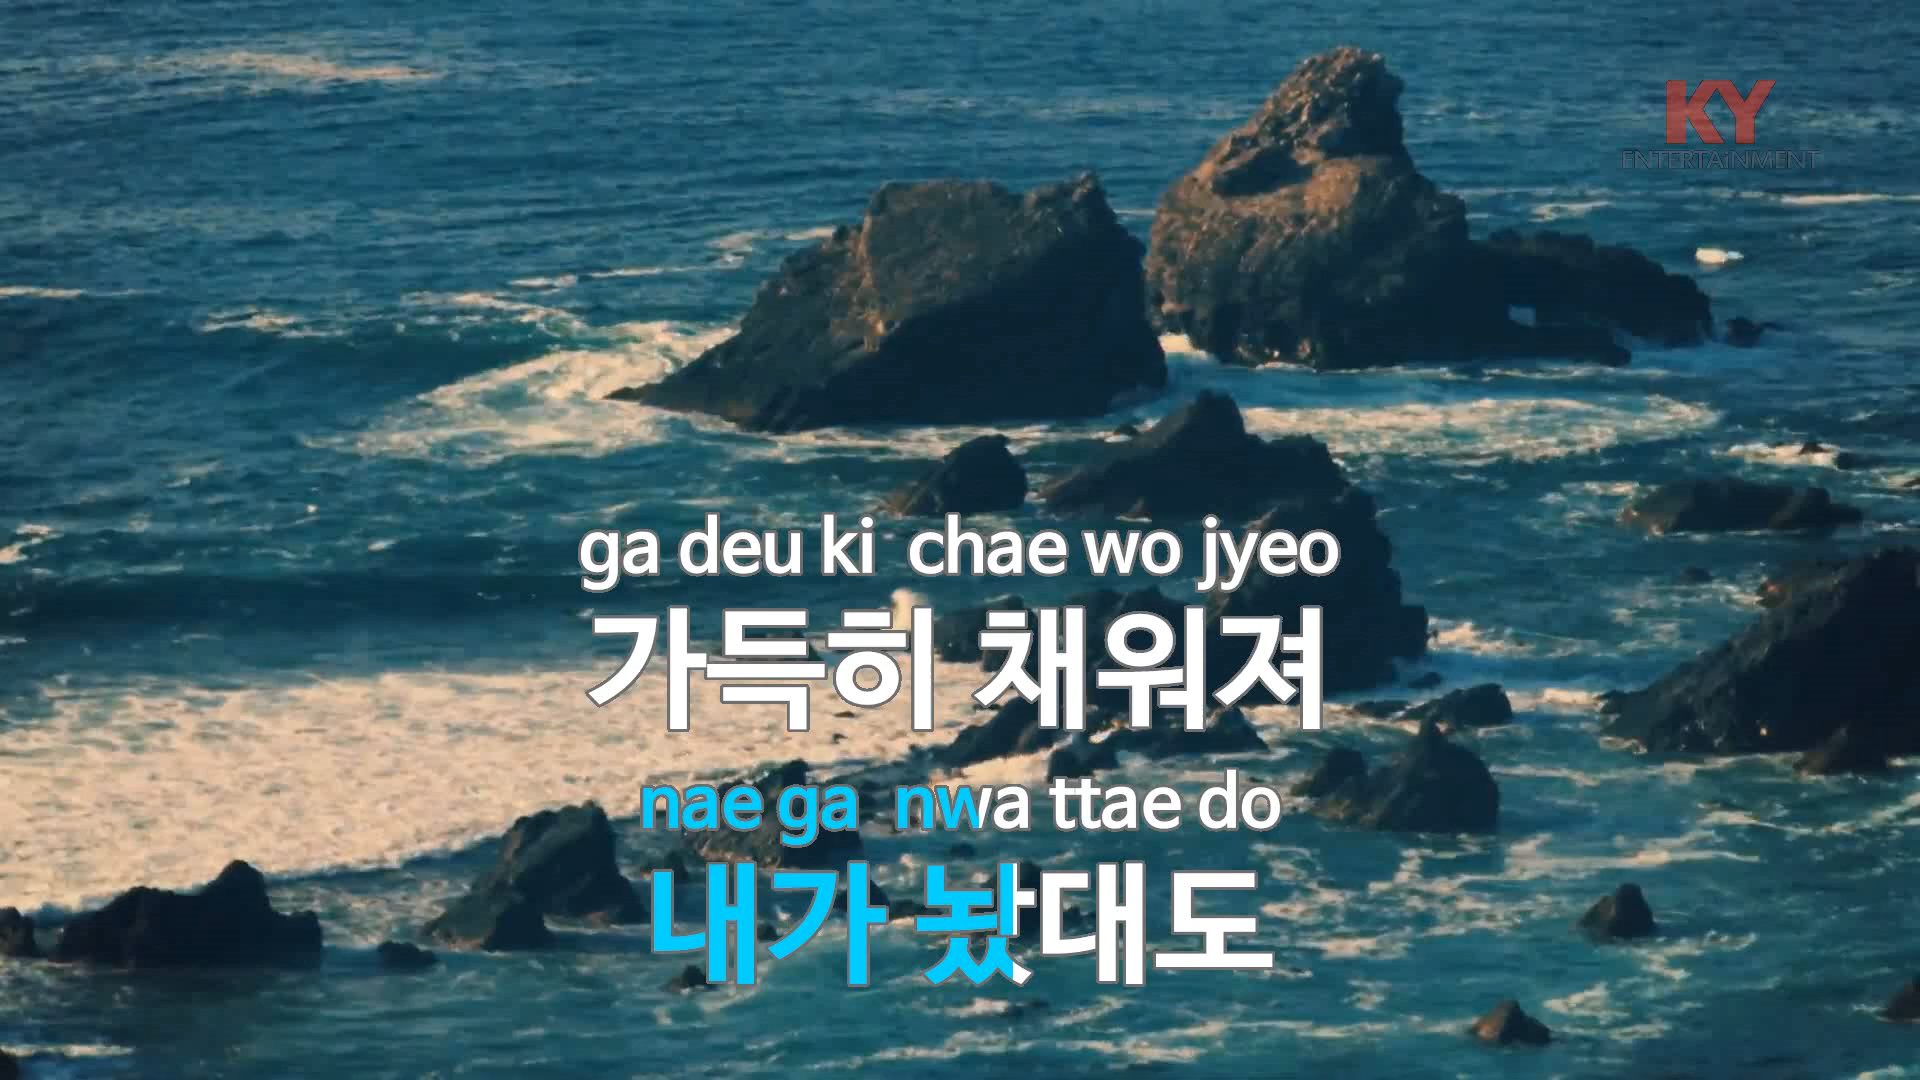 KY
ENTERTAiNMENT
ga deu ki chae wo jyeo
가득히 채워져
nae ga nwa ttae do
내가 놨대도